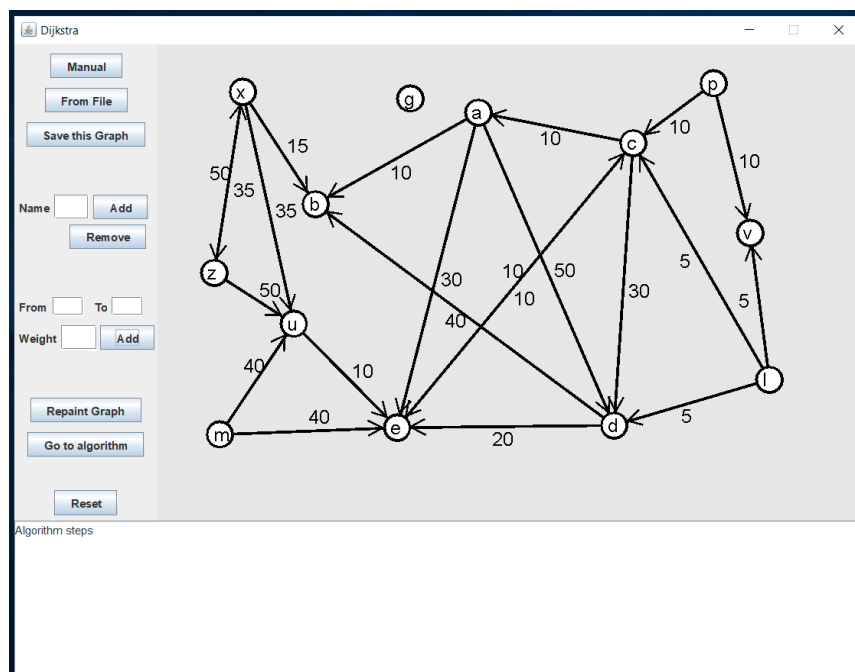 Dijkstra
Manual
From File
Save this Graph
Name Add
Remove
From To
Weight Add
Repaint Graph
Go to algorithm
Reset
x
g
a
p
10
10
c
15
10
50
35
10
35
b
v
5
z
30
10
50
50
10
30
5
40
u
40
10
l
40
5
m
e
20
d
Algorithm steps